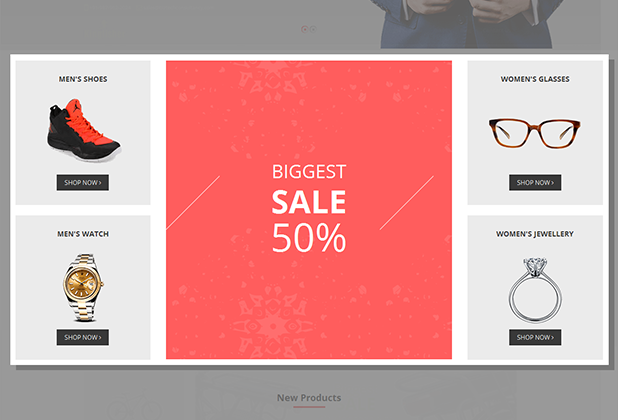 MEN'S SHOES
SHOP NOW ›
MEN'S WATCH
SHOP NOW ›
BIGGEST
SALE
50%
WOMEN'S GLASSES
SHOP NOW ›
WOMEN'S JEWELLERY
SHOP NOW ›
New Products